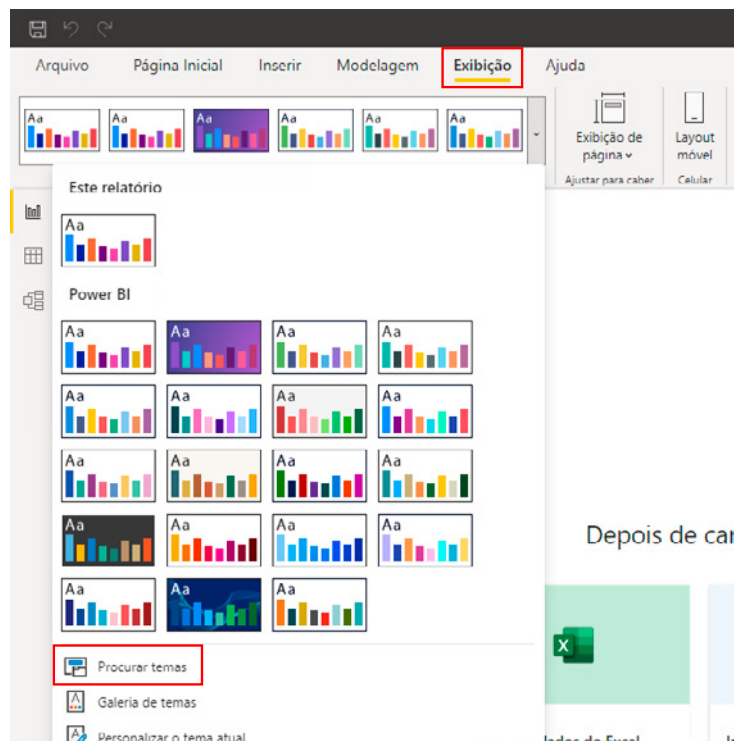 Arquivo Página Inicial Inserir Modelagem Exibição Ajuda
Aa Aa Aa Aa Aa Aa
Exibição de
página
Layout
móvel
Ajustar para caber Celular
Este relatório
Aa
Power BI
Aa Aa Aa Aa
Aa Aa Aa Aa
Aa Aa Aa Aa
Aa Aa Aa Aa
Aa Aa Aa
Depois de car
Procurar temas
Galeria de temas
Personalizar o tema atual